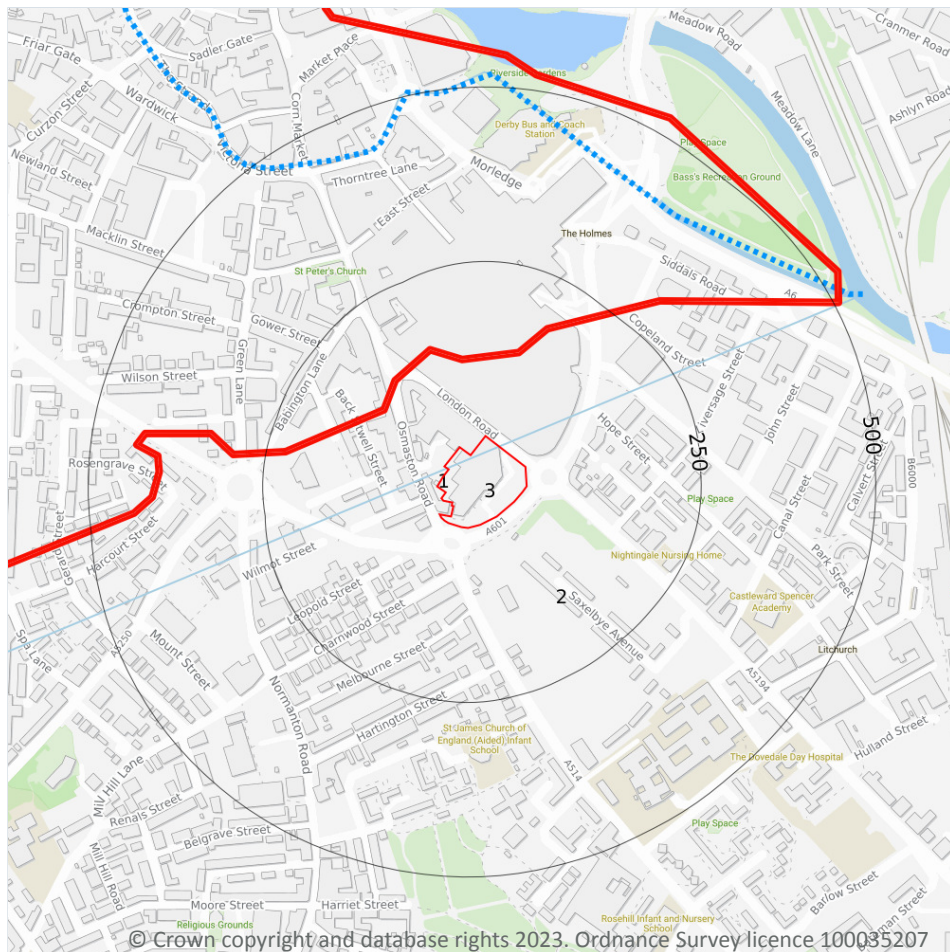 Meadow Road
Cranmer Road
Friar Gate
Sadler Gate
Market Place
Ashlyn Road
Curzon Street
Wardwick
Corn Market
Riverside Gardens
Meadow Lane
Derby Bus and Coach
Station
Play Space
Newland Street
Victoria Street
Thorntree Lane
Morledge
Bass's Recreation Ground
East Street
Macklin Street
The Holmes
St Peter's Church
Siddals Road
A6
Crompton Street
Gower Street
Copeland Street
Green Lane
Babington Lane
Wilson Street
Liversage Street
John Street
Back Sitwell Street
London Road
Osmaston Road
Hope Street
250
500
Rosengrave Street
Calvert Street
B6000
1
3
Play Space
Canal Street
Gerard Street
Harcourt Street
A601
Park Street
Wilmot Street
Nightingale Nursing Home
Leopold Street
2
Saxelbye Avenue
Castleward Spencer
Academy
Charnwood Street
Spa Lane
A5250
Mount Street
Melbourne Street
Litchurch
A5194
Normanton Road
Hartington Street
Hulland Street
St James Church of
England (Aided) Infant
School
The Dovedale Day Hospital
A514
Mill Hill Lane
Renals Street
Play Space
Belgrave Street
Mill Hill Road
Barlow Street
Moore Street
Harriet Street
Religious Grounds
Rosehill Infant and Nursery
School
© Crown copyright and database rights 2023. Ordnance Survey licence 100035207